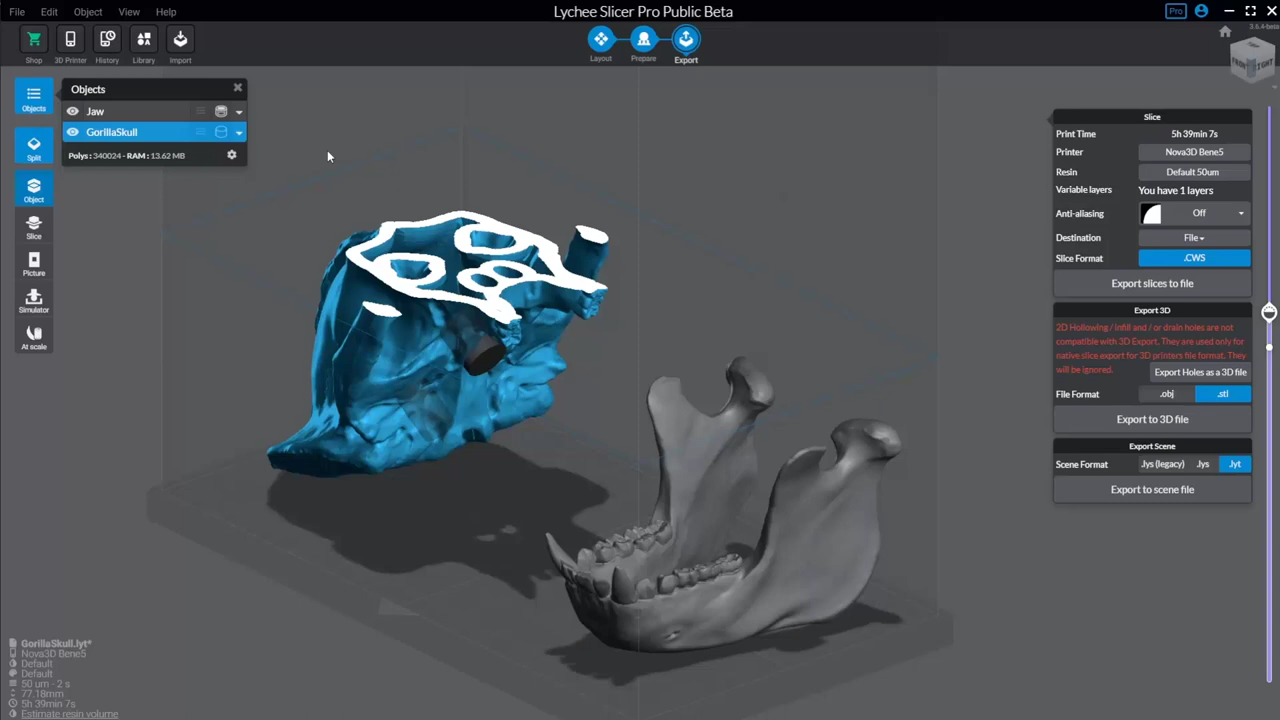 File Edit Object View Help
Lychee Slicer Pro Public Beta
Pro
3.6.4-beta
Shop 3D Printer History Library Import
Layout Prepare Export
FRONT RIGHT
Objects
Split
Object
Slice
Picture
Simulator
At scale
Objects
Jaw
GorillaSkull
Polys : 340024 - RAM : 13.62 MB
Slice
Print Time 5h 39min 7s
Printer Nova3D Bene5
Resin Default 50um
Variable layers You have 1 layers
Anti-aliasing Off
Destination File
Slice Format .CWS
Export slices to file
Export 3D
2D Hollowing / Infill and / or drain holes are not
compatible with 3D Export. They are used only for
native slice export for 3D printers file format. They
will be ignored.
Export Holes as a 3D file
File Format .obj .stl
Export to 3D file
Export Scene
Scene Format .lys (legacy) .lys .lyt
Export to scene file
GorillaSkull.lyt*
Nova3D Bene5
Default
Default
50 um - 2 s
77.18mm
5h 39min 7s
Estimate resin volume